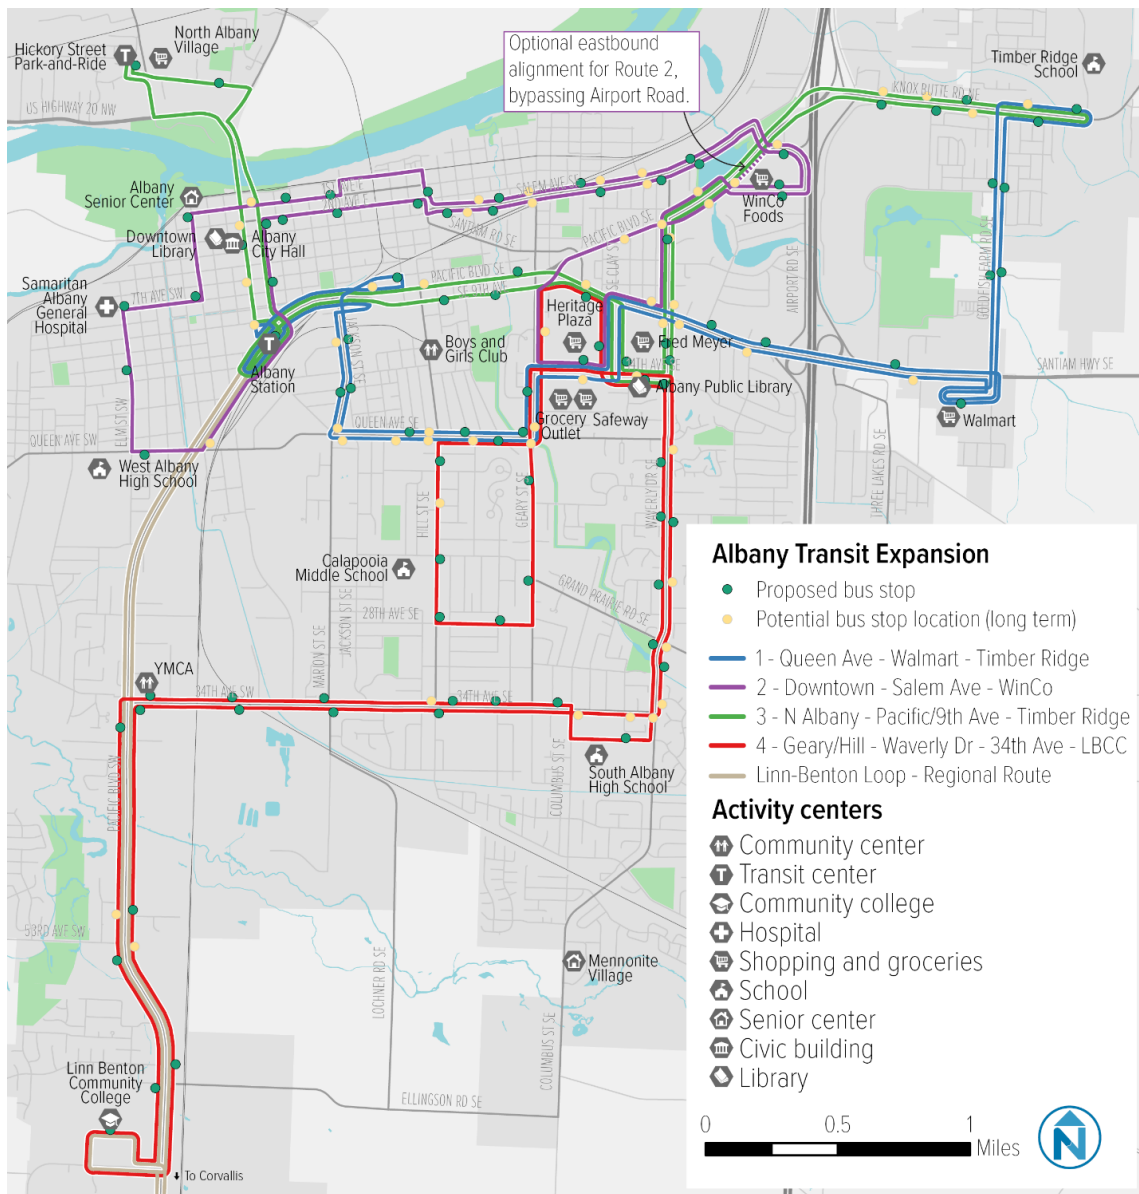 Hickory Street
Park-and-Ride
North Albany
Village
US HIGHWAY 20 NW
Optional eastbound
alignment for Route 2,
bypassing Airport Road.
Timber Ridge
School
KNOX BUTTE RD NE
Albany
Senior Center
SALEM AVE SE
SANTIAM RD SE
WinCo
Foods
Downtown
Library
Albany
City Hall
PACIFIC BLVD SE
SE CLAY ST
AIRPORT RD SE
GOLDFISH FARM RD SE
Samaritan
Albany
General
Hospital
7TH AVE SW
PACIFIC BLVD SE
SE 9TH AVE
Heritage
Plaza
JACKSON ST SE
Boys and
Girls Club
Fred Meyer
14TH AVE SE
SANTIAM HWY SE
Albany
Station
Albany Public Library
ELM ST SW
QUEEN AVE SW
QUEEN AVE SE
Grocery
Outlet
Safeway
Walmart
West Albany
High School
HILL ST SE
GEARY ST SE
WAVERLY DR SE
THREE LAKES RD SE
Calapooia
Middle School
GRAND PRAIRIE RD SE
28TH AVE SE
JACKSON ST SE
MARION ST SE
YMCA
34TH AVE SW
34TH AVE SE
PACIFIC BLVD SW
COLUMBUS ST SE
South Albany
High School
53RD AVE SW
LOCHNER RD SE
Mennonite
Village
COLUMBUS ST SE
Linn Benton
Community
College
ELLINGSON RD SE
To Corvallis
Albany Transit Expansion
Proposed bus stop
Potential bus stop location (long term)
1 - Queen Ave - Walmart - Timber Ridge
2 - Downtown - Salem Ave - WinCo
3 - N Albany - Pacific/9th Ave - Timber Ridge
4 - Geary/Hill - Waverly Dr - 34th Ave - LBCC
Linn-Benton Loop - Regional Route
Activity centers
Community center
T Transit center
Community college
Hospital
Shopping and groceries
School
Senior center
Civic building
Library
0 0.5 1
Miles
N